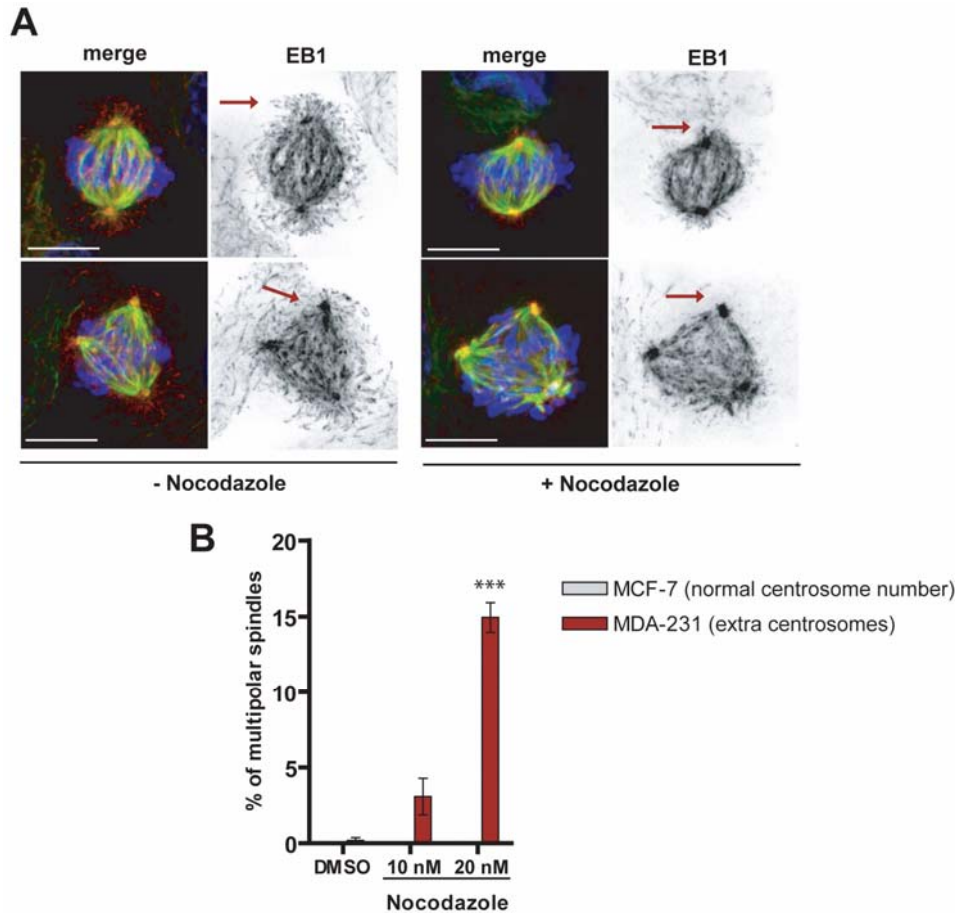 A
merge EB1 merge EB1
- Nocodazole + Nocodazole
B
% of multipolar spindles
20
15
10
5
0
***
MCF-7 (normal centrosome number)
MDA-231 (extra centrosomes)
DMSO 10 nM 20 nM
Nocodazole